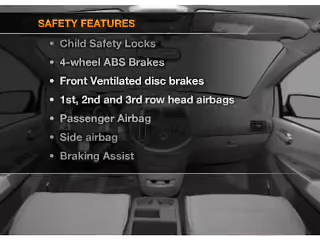 SAFETY FEATURES
• Child Safety Locks
• 4-wheel ABS Brakes
• Front Ventilated disc brakes
• 1st, 2nd and 3rd row head airbags
• Passenger Airbag
• Side airbag
• Braking Assist